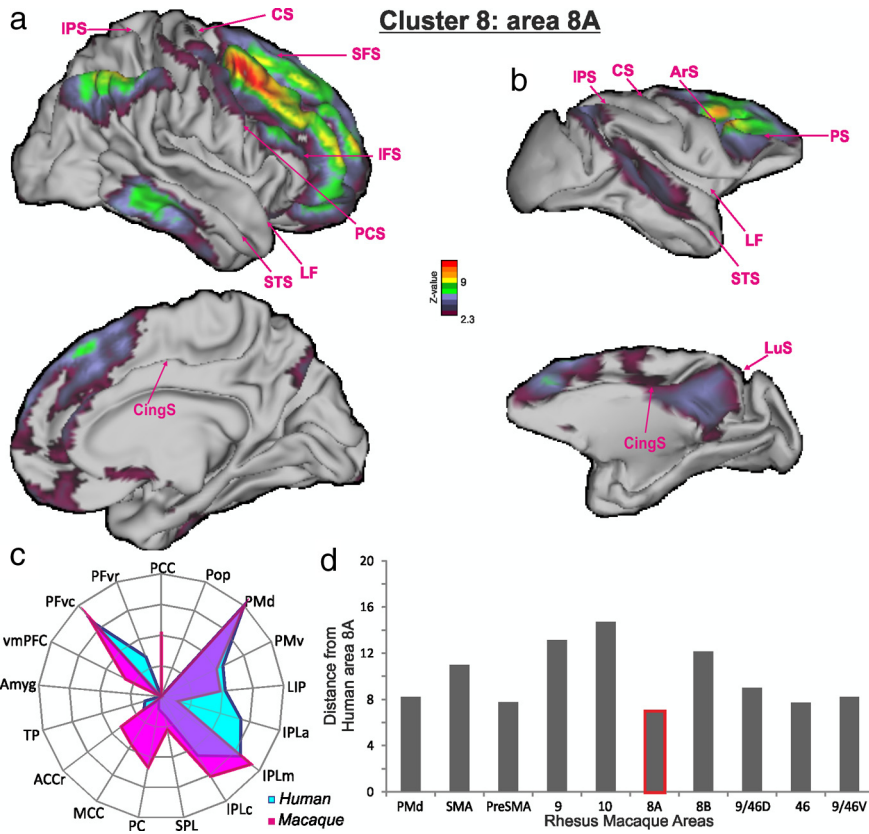 Cluster 8: area 8A
a
IPS
CS
SFS
IFS
PCS
LF
STS
CingS
b
IPS
CS
ArS
PS
LF
STS
LuS
CingS
Z-value
9
2.3
c
PCC
Pop
PMd
PMv
LIP
IPLa
IPLm
IPLc
SPL
PC
MCC
ACCr
TP
Amyg
vmPFC
PFvc
PFvr
Human
Macaque
d
Distance from
Human area 8A
20
16
12
8
4
0
PMd SMA PreSMA 9 10 8A 8B 9/46D 46 9/46V
Rhesus Macaque Areas